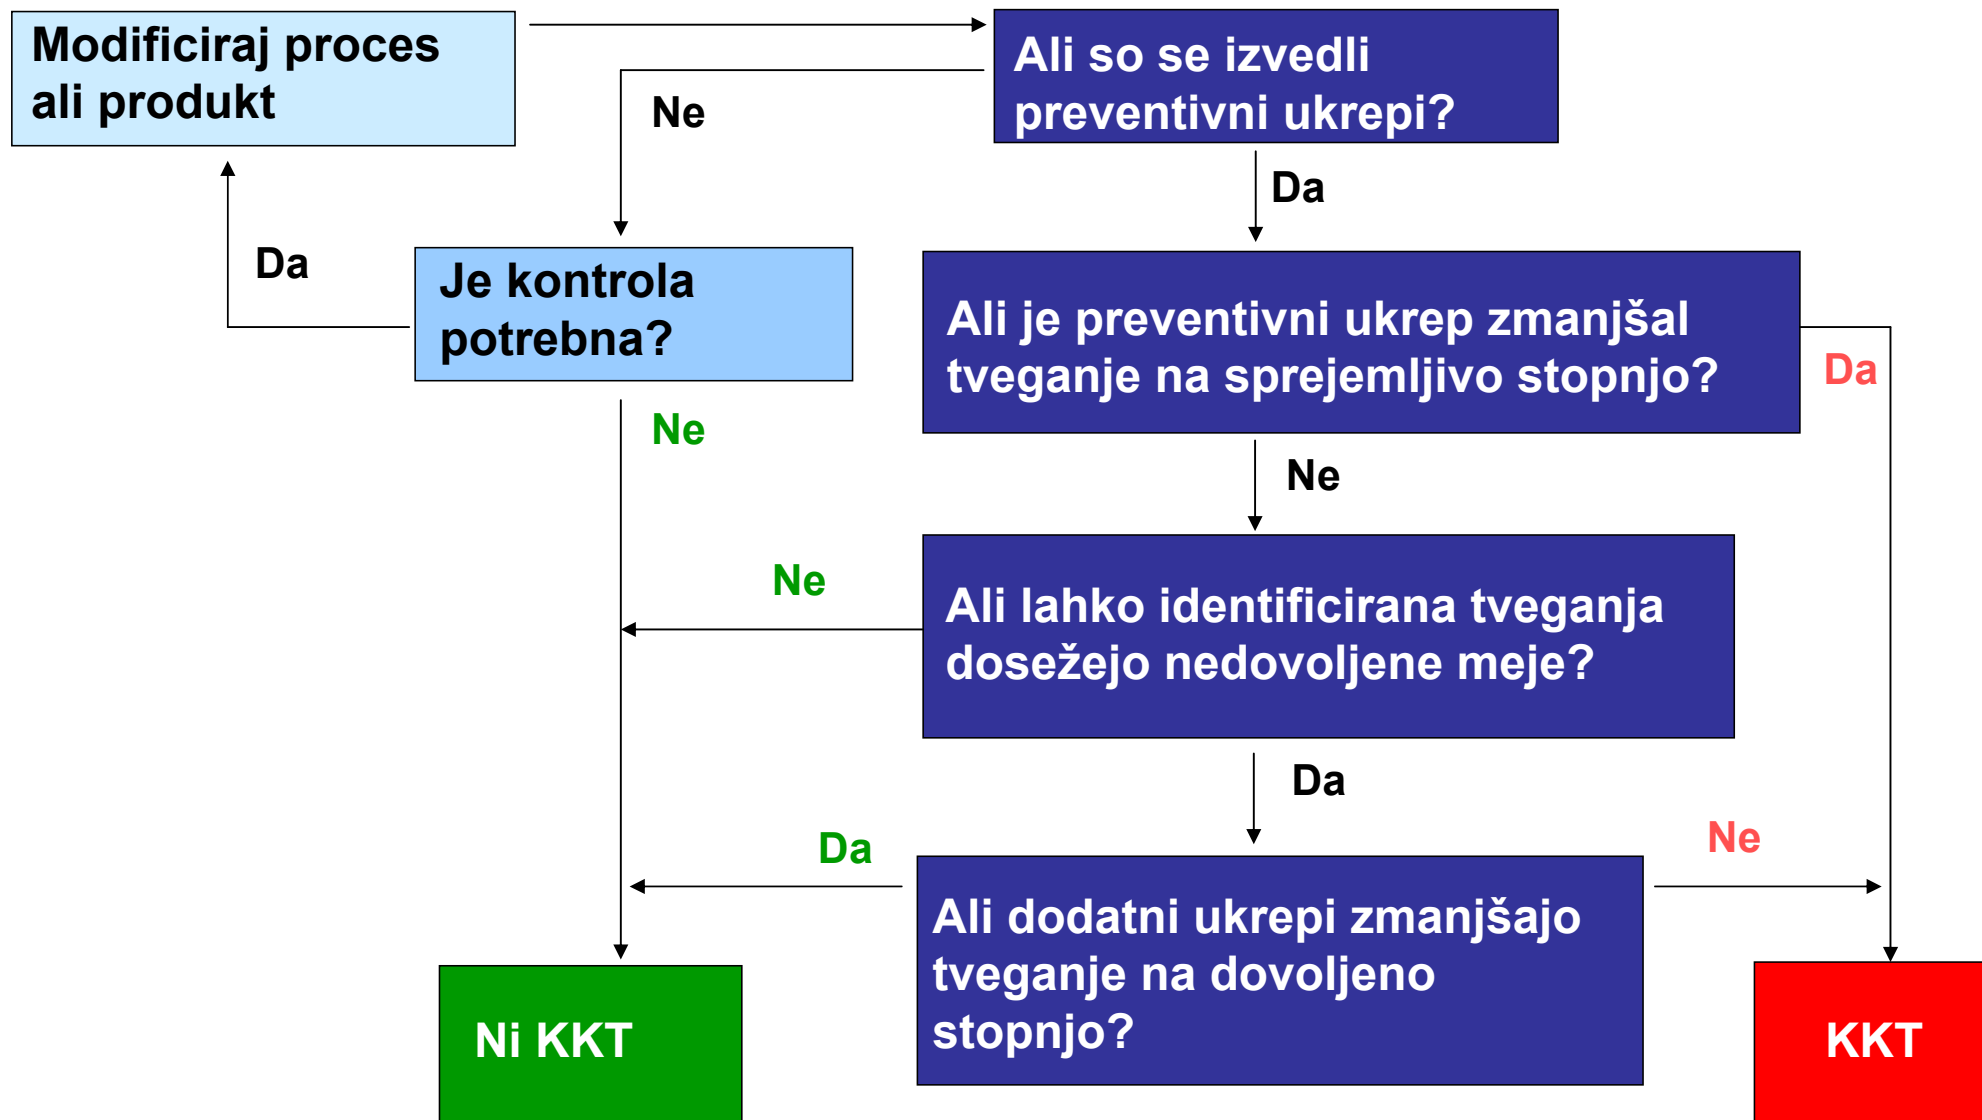 Modificiraj proces
ali produkt
Ali so se izvedli
preventivni ukrepi?
Ne
Da
Da
Je kontrola
potrebna?
Ali je preventivni ukrep zmanjšal
tveganje na sprejemljivo stopnjo?
Da
Ne
Ne
Ne
Ali lahko identificirana tveganja
dosežejo nedovoljene meje?
Da
Da
Ne
Ali dodatni ukrepi zmanjšajo
tveganje na dovoljeno
stopnjo?
Ni KKT
KKT